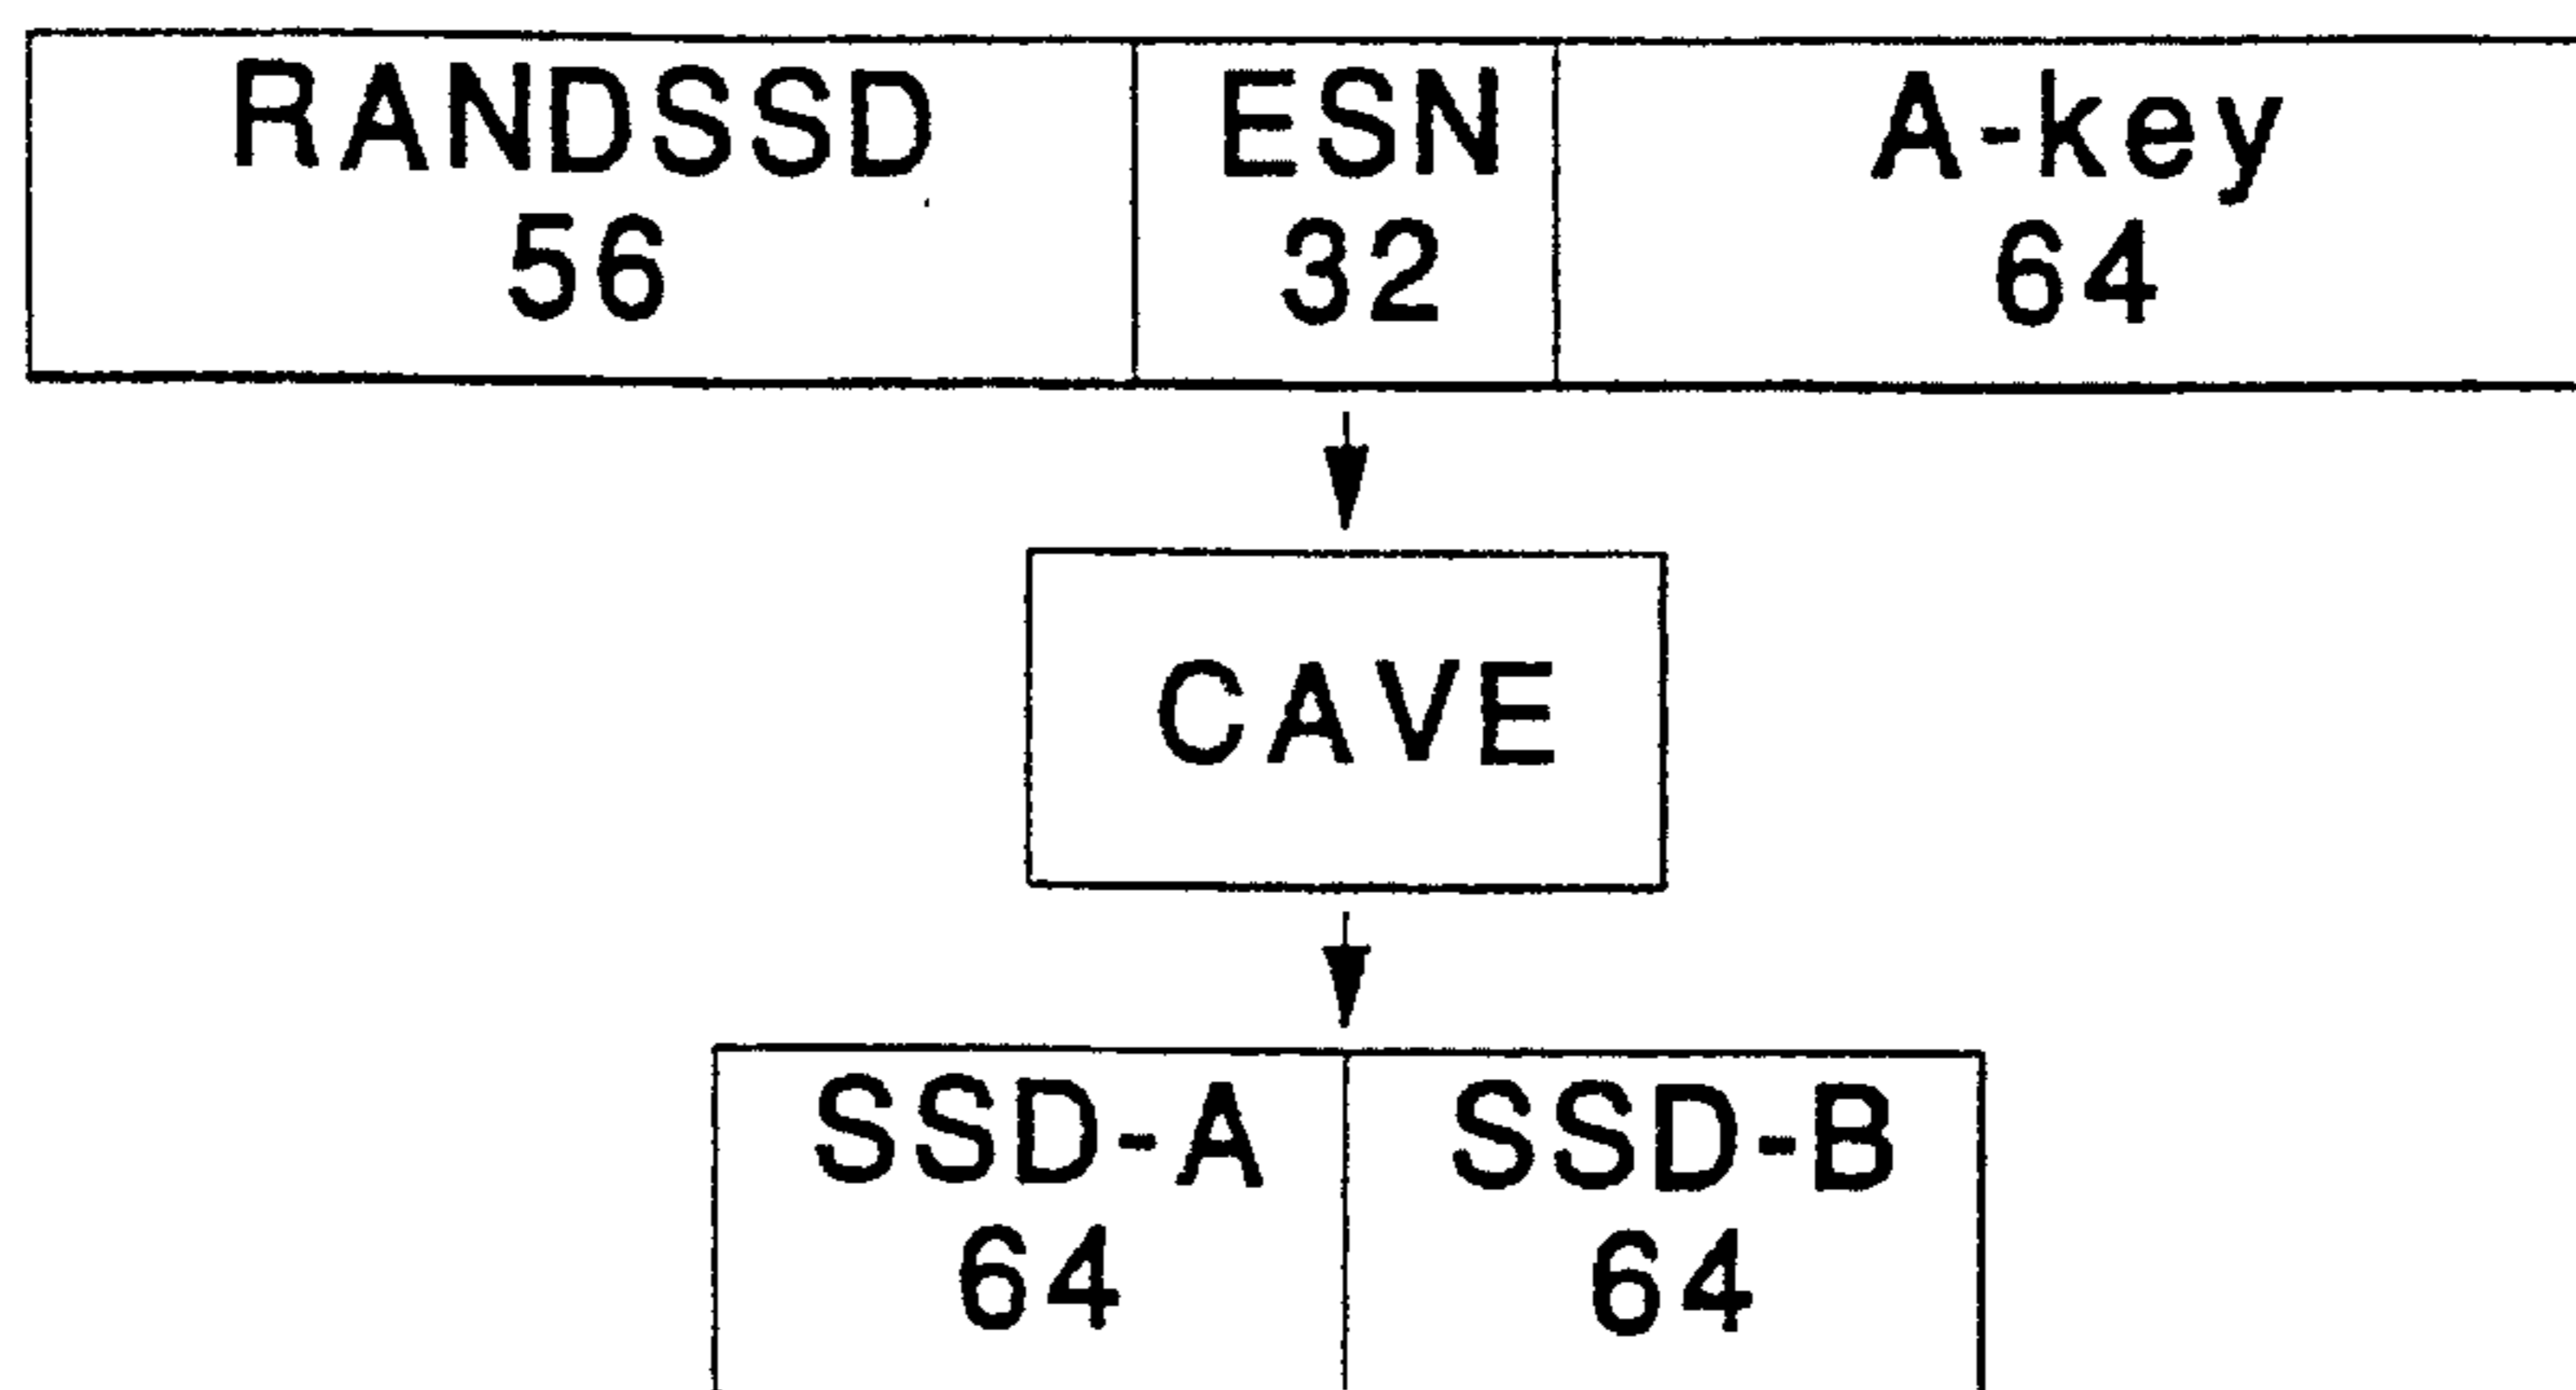 RANDSSD ESN A-key
56 32 64
CAVE
SSD-A SSD-B
64 64